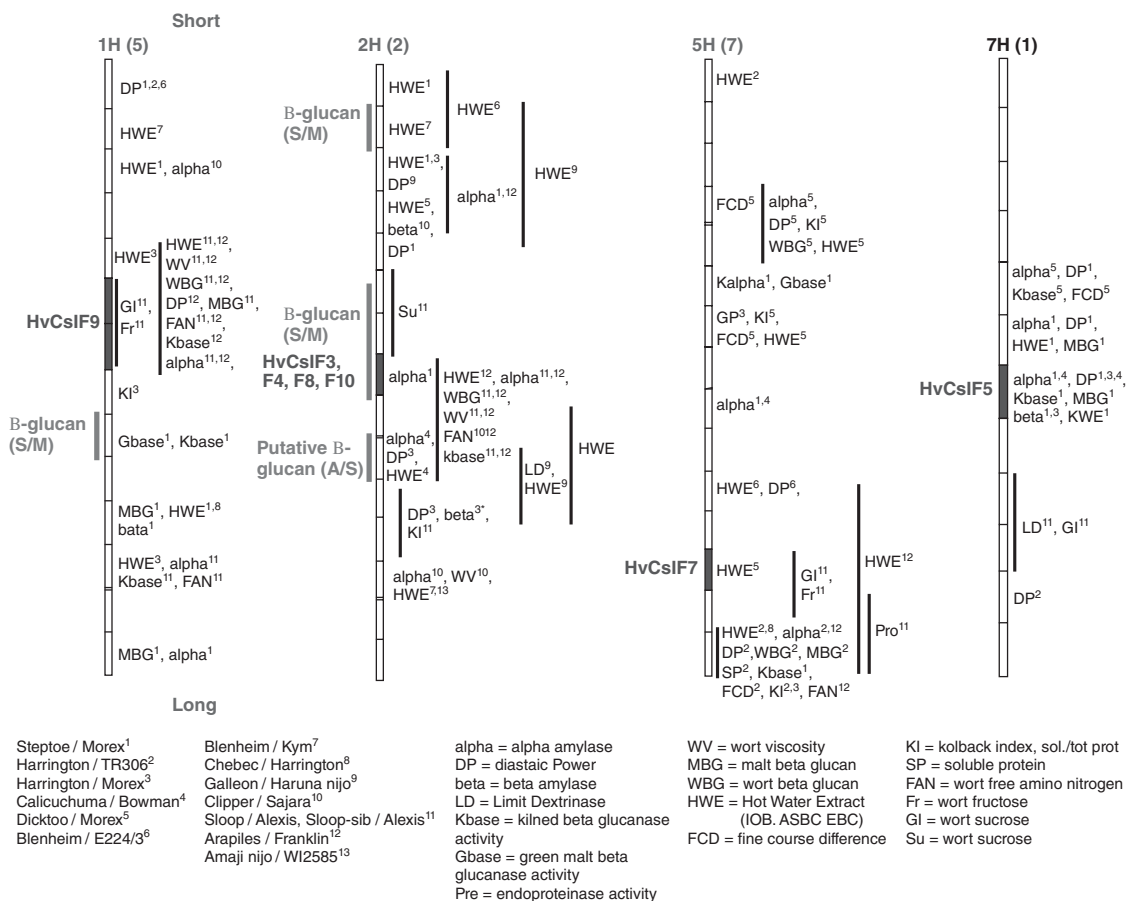 Short
1H (5)
DP1,2,6
HWE7
HWE1, alpha10
HWE3
HWE11,12,
WV11,12
WBG11,12,
DP12, MBG11,
FAN11,12,
Kbase12
alpha11,12,
GI11,
Fr11
HvCsIF9
KI3
B-glucan
(S/M)
Gbase1, Kbase1
MBG1, HWE1,8
bata1
HWE3, alpha11
Kbase11, FAN11
MBG1, alpha1
Long
2H (2)
HWE1
HWE6
B-glucan
(S/M)
HWE7
HWE9
HWE1,3,
DP9
HWE5,
beta10,
DP1
alpha1,12
B-glucan
(S/M)
Su11
HvCsIF3,
F4, F8, F10
alpha1
HWE12, alpha11,12,
WBG11,12,
WV11,12
FAN1012
kbase11,12
Putative B-
glucan (A/S)
alpha4,
DP3,
HWE4
HWE
LD9,
HWE9
DP3, beta3*,
KI11
alpha10, WV10,
HWE7,13
5H (7)
HWE2
FCD5
alpha5,
DP5, KI5
WBG5, HWE5
Kalpha1, Gbase1
GP3, KI5,
FCD5, HWE5
alpha1,4
HWE6, DP6,
HWE12
HvCsIF7
HWE5
GI11,
Fr11
Pro11
HWE2,8, alpha2,12
DP2,WBG2, MBG2
SP2, Kbase1,
FCD2, KI2,3, FAN12
7H (1)
alpha5, DP1,
Kbase5, FCD5
alpha1, DP1,
HWE1, MBG1
HvCsIF5
alpha1,4, DP1,3,4,
Kbase1, MBG1
beta1,3, KWE1
LD11, GI11
DP2
Steptoe / Morex1
Harrington / TR3062
Harrington / Morex3
Calicuchuma / Bowman4
Dicktoo / Morex5
Blenheim / E224/36
Blenheim / Kym7
Chebec / Harrington8
Galleon / Haruna nijo9
Clipper / Sajara10
Sloop / Alexis, Sloop-sib / Alexis11
Arapiles / Franklin12
Amaji nijo / WI258513
alpha = alpha amylase
DP = diastaic Power
beta = beta amylase
LD = Limit Dextrinase
Kbase = kilned beta glucanase
activity
Gbase = green malt beta
glucanase activity
Pre = endoproteinase activity
WV = wort viscosity
MBG = malt beta glucan
WBG = wort beta glucan
HWE = Hot Water Extract
(IOB. ASBC EBC)
FCD = fine course difference
KI = kolback index, sol./tot prot
SP = soluble protein
FAN = wort free amino nitrogen
Fr = wort fructose
GI = wort sucrose
Su = wort sucrose